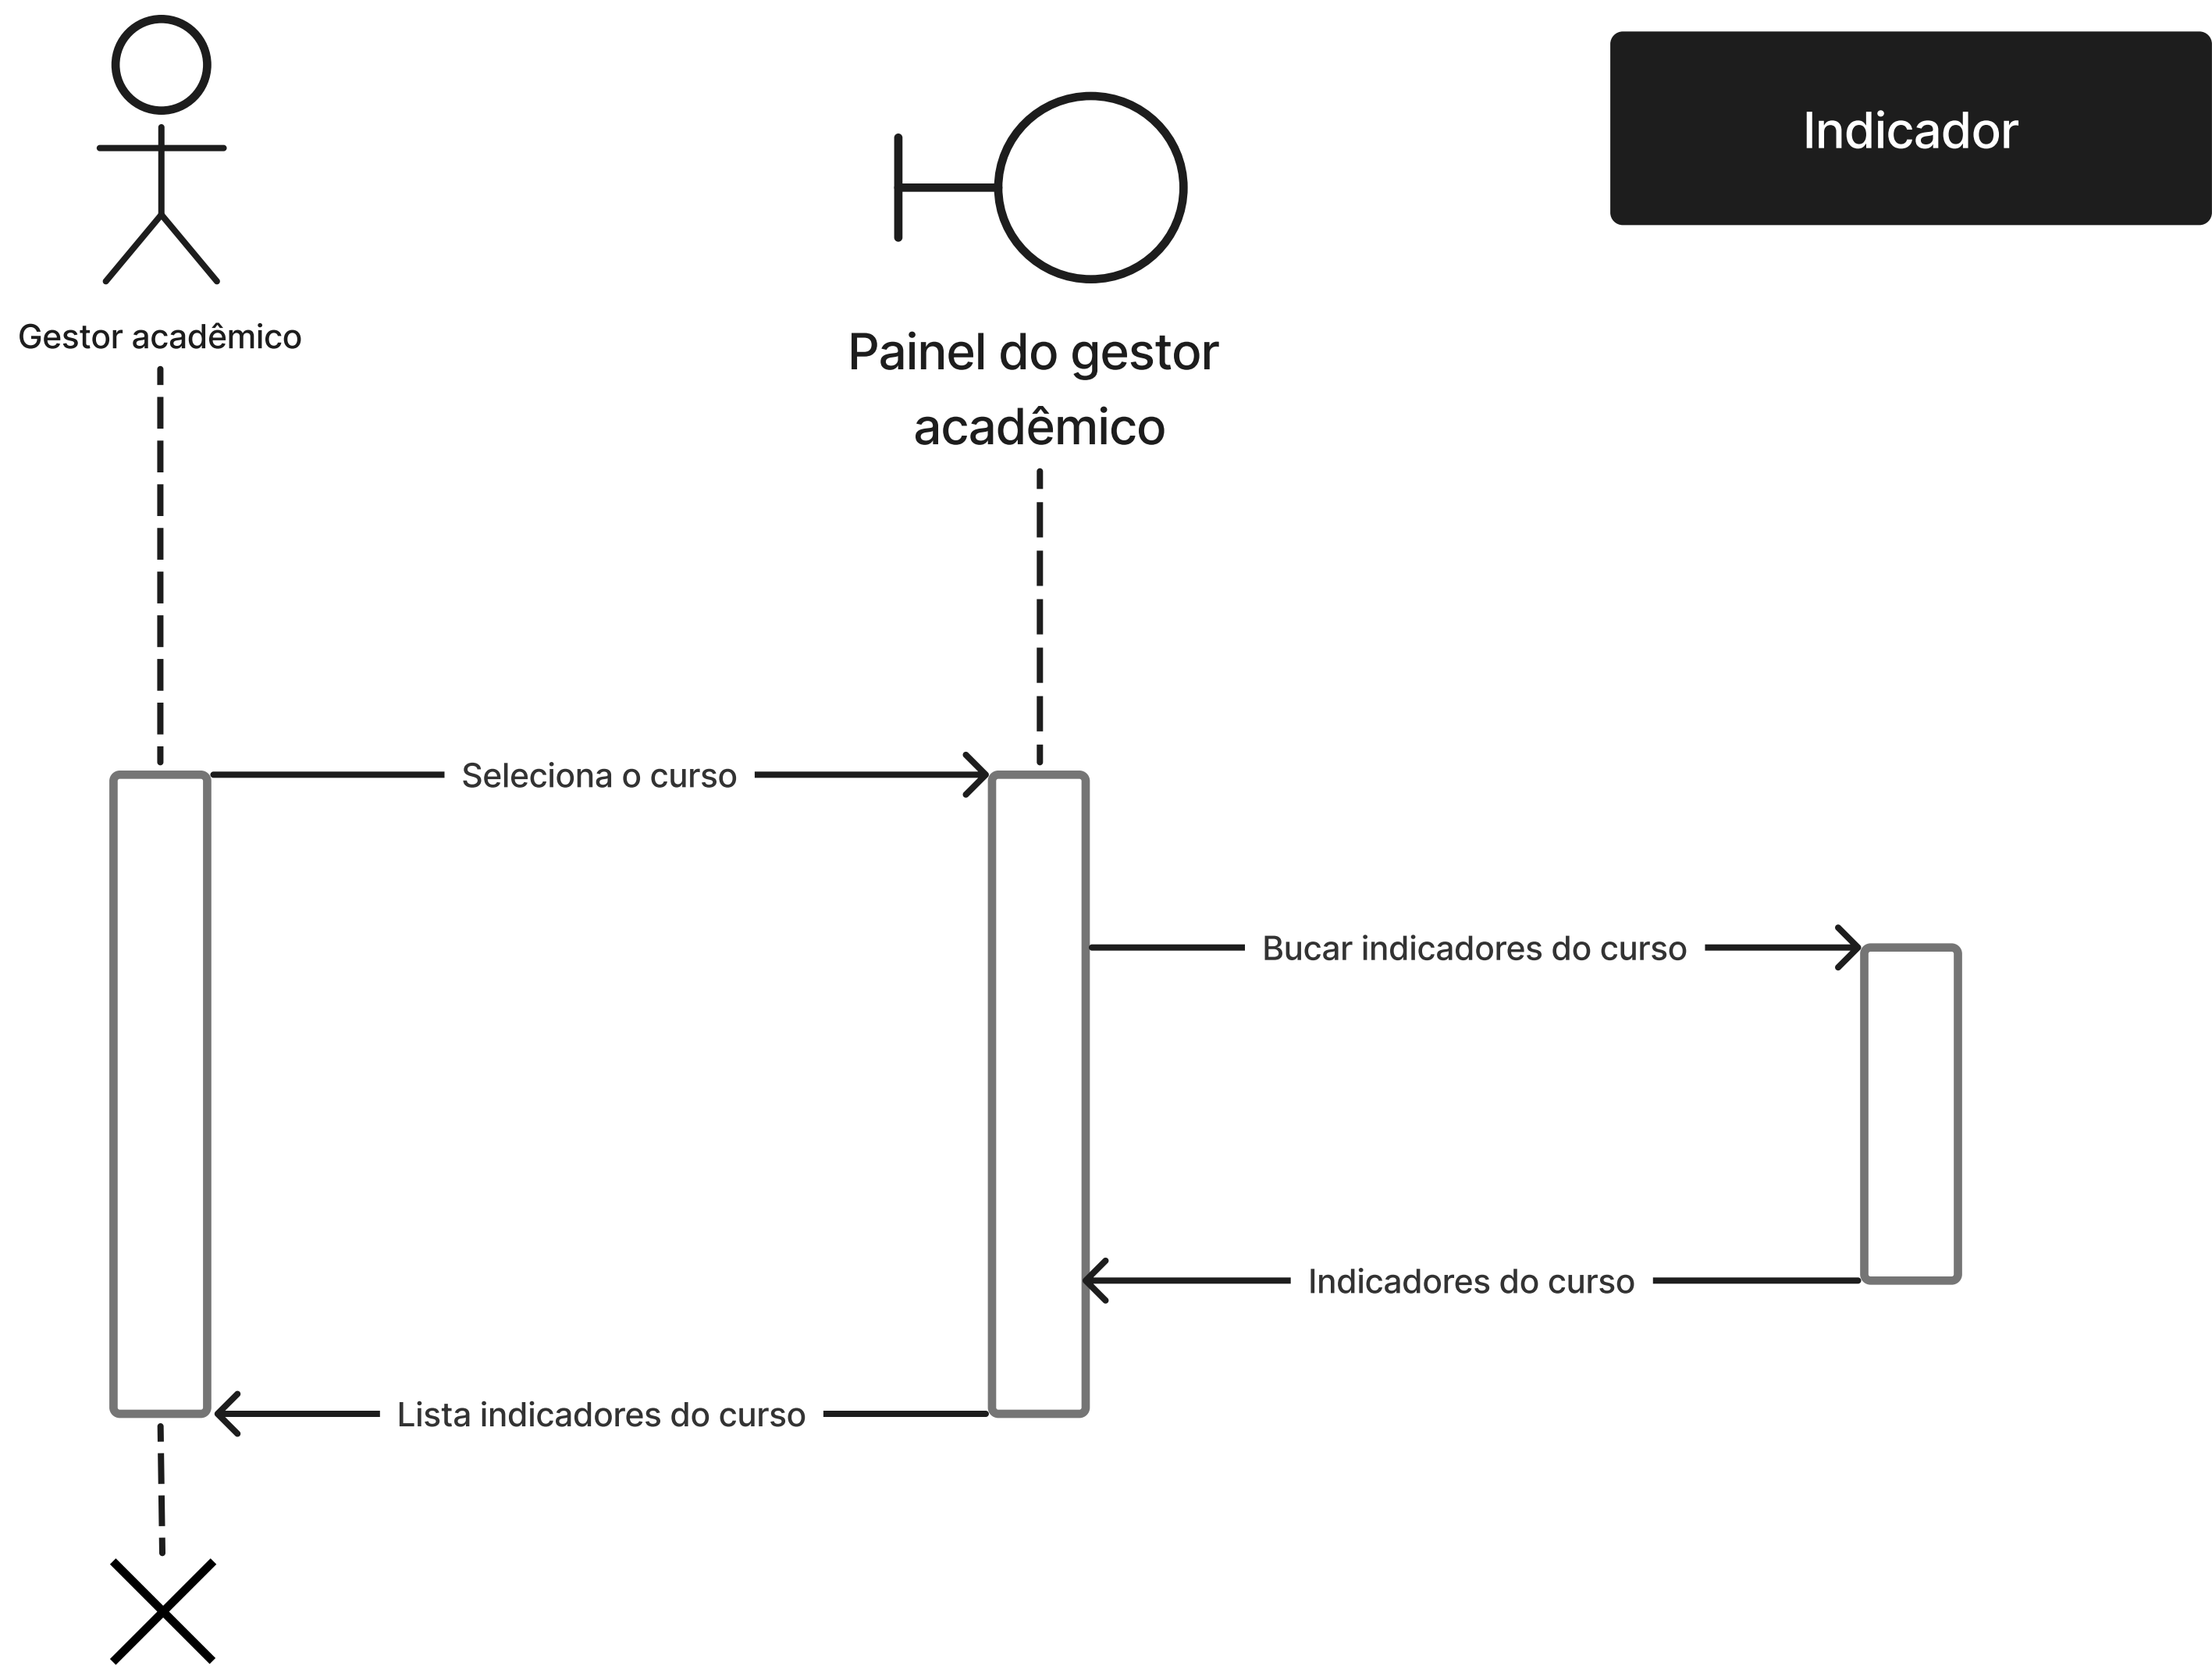 Indicador
Gestor acadêmico
Painel do gestor
acadêmico
Seleciona o curso
Bucar indicadores do curso
Indicadores do curso
Lista indicadores do curso